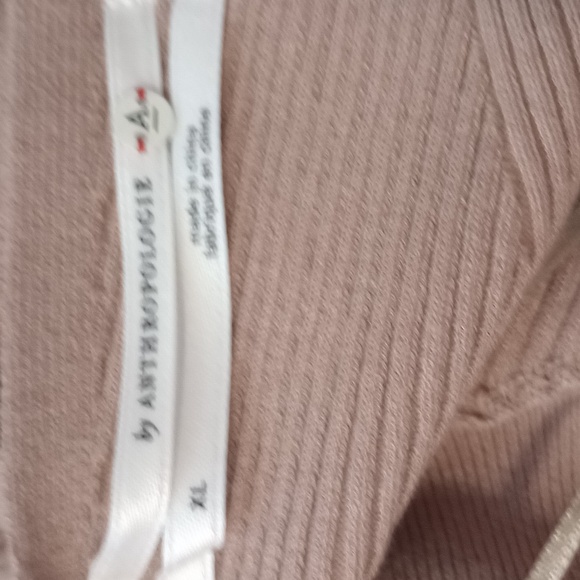 A
by ANTHROPOLOGIE
made in china
fabriqué en chine
XL